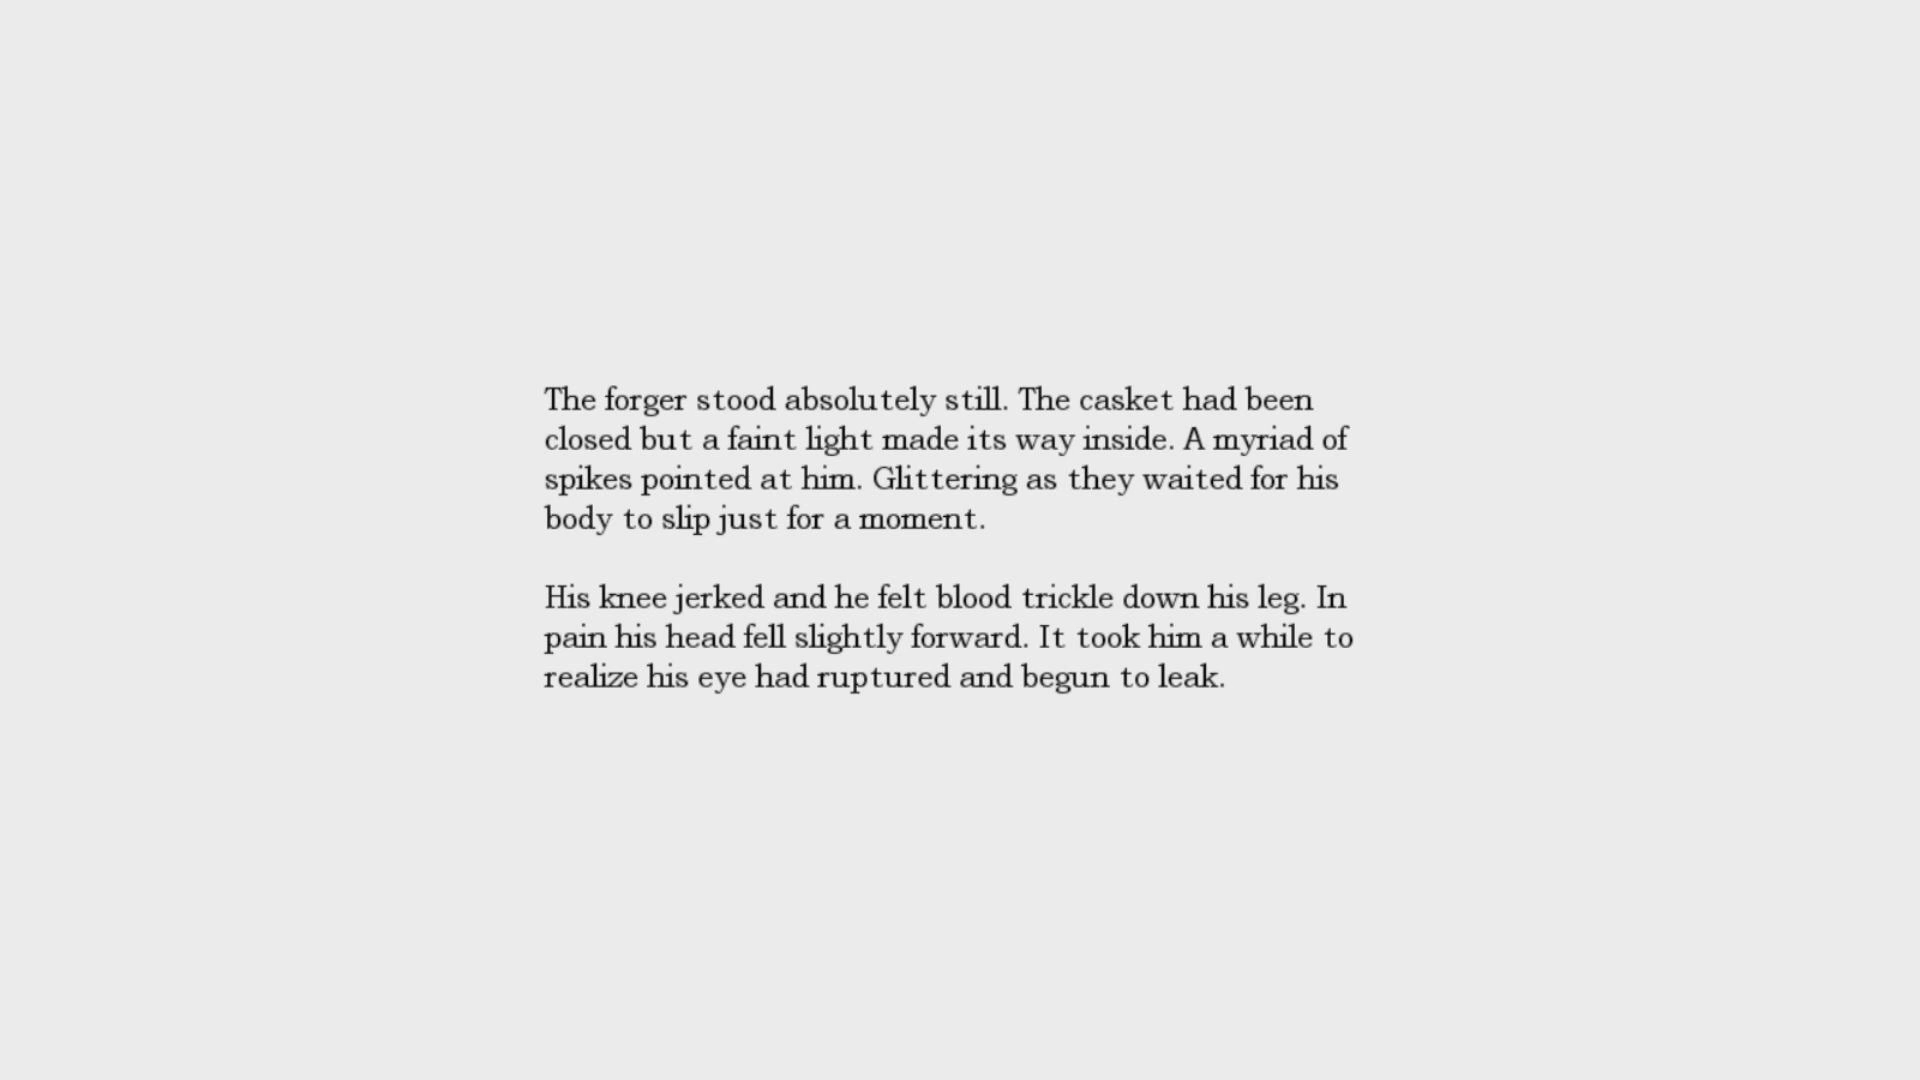 The forger stood absolutely still. The casket had been
closed but a faint light made its way inside. A myriad of
spikes pointed at him. Glittering as they waited for his
body to slip just for a moment.
His knee jerked and he felt blood trickle down his leg. In
pain his head fell slightly forward. It took him a while to
realize his eye had ruptured and begun to leak.